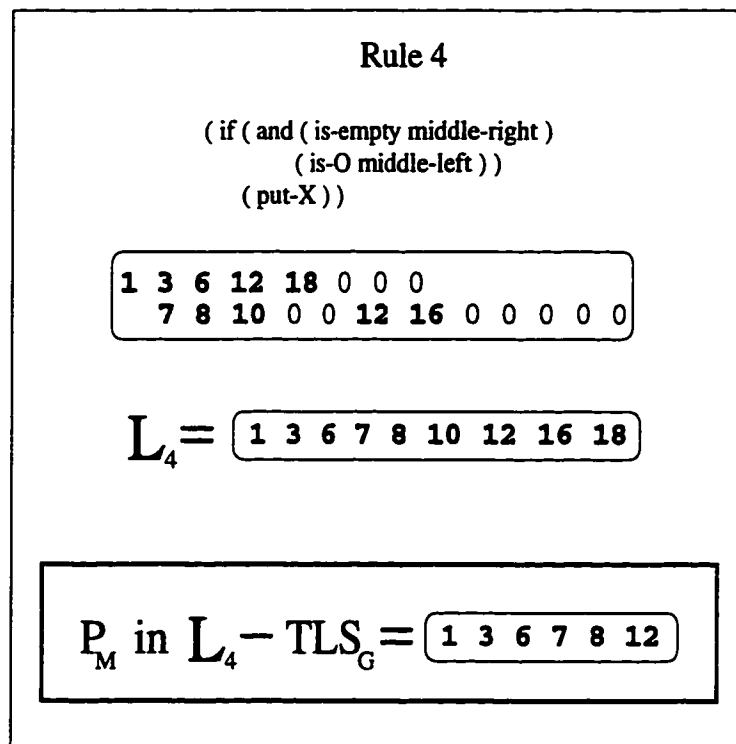 Rule 4
( if ( and ( is-empty middle-right )
( is-O middle-left ) )
( put-X ) )
1 3 6 12 18 0 0 0
7 8 10 0 0 12 16 0 0 0 0 0
L4= 1 3 6 7 8 10 12 16 18
PM in L4– TLSG= 1 3 6 7 8 12